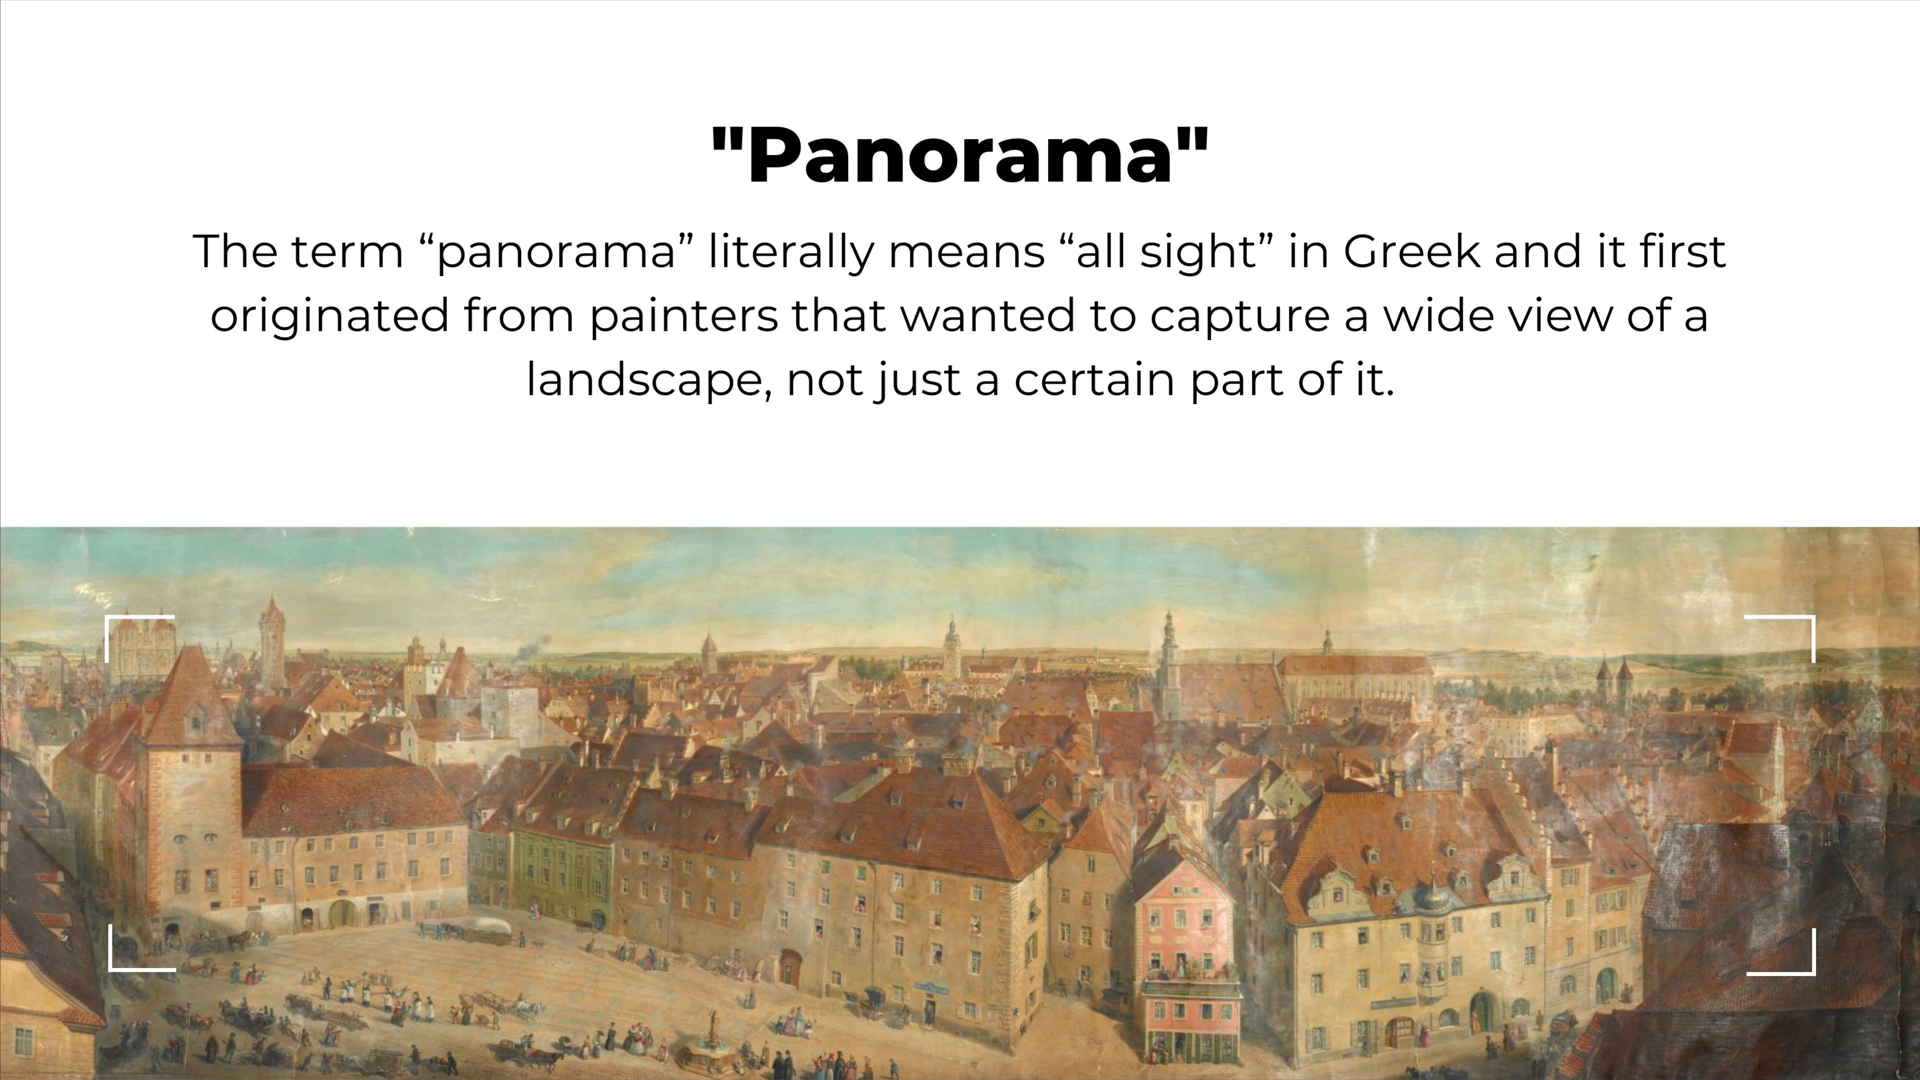 "Panorama"
The term “panorama” literally means “all sight” in Greek and it first
originated from painters that wanted to capture a wide view of a
landscape, not just a certain part of it.